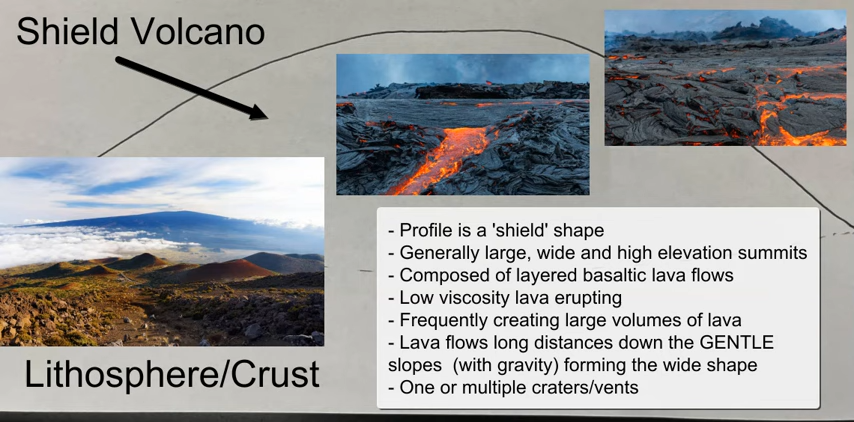 Shield Volcano
- Profile is a 'shield' shape
- Generally large, wide and high elevation summits
- Composed of layered basaltic lava flows
- Low viscosity lava erupting
- Frequently creating large volumes of lava
- Lava flows long distances down the GENTLE
slopes  (with gravity) forming the wide shape
- One or multiple craters/vents
Lithosphere/Crust